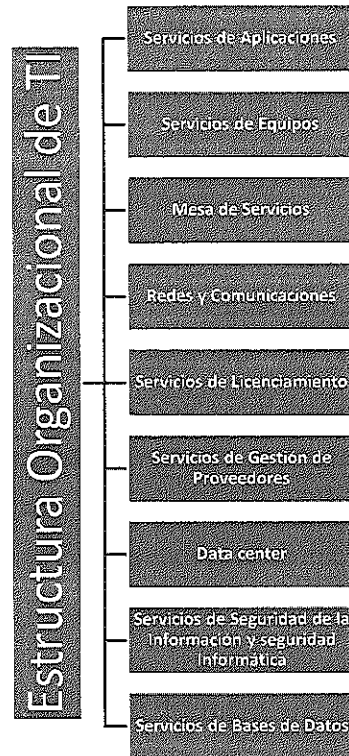 Estructura Organizacional de TI
Servicios de Aplicaciones
Servicios de Equipos
Mesa de Servicios
Redes y Comunicaciones
Servicios de Licenciamiento
Servicios de Gestión de
Proveedores
Data center
Servicios de Seguridad de la
Información y seguridad
Informática
Servicios de Bases de Datos